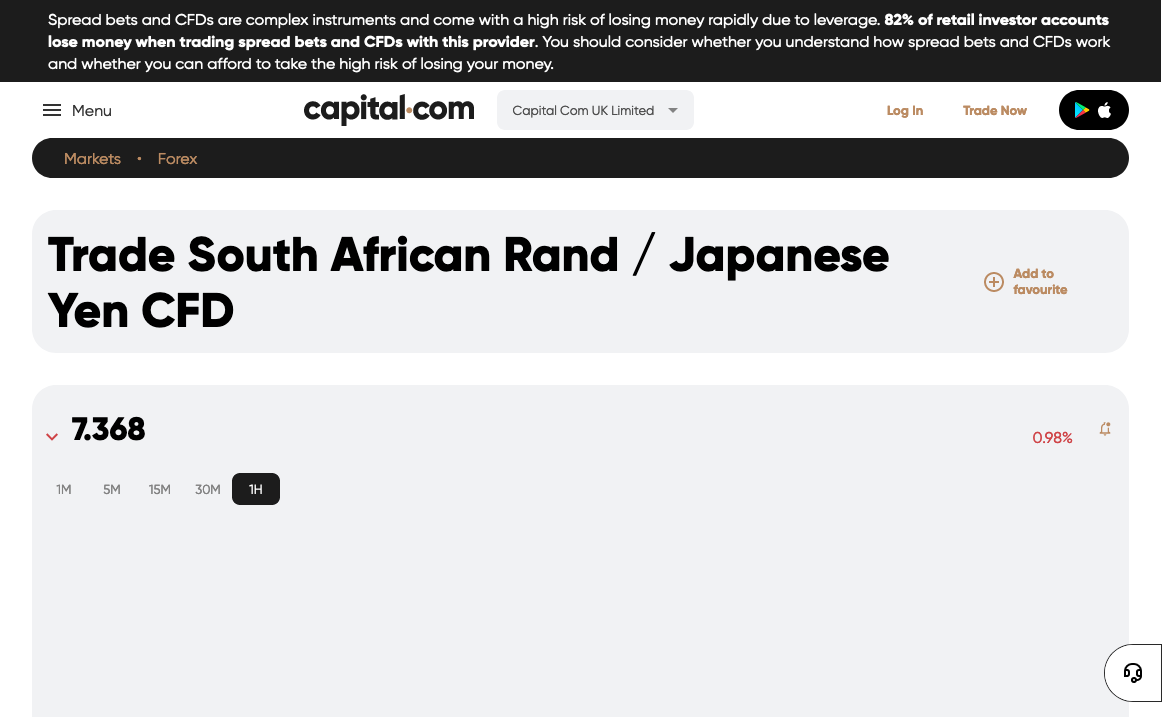 Spread bets and CFDs are complex instruments and come with a high risk of losing money rapidly due to leverage. 82% of retail investor accounts
lose money when trading spread bets and CFDs with this provider. You should consider whether you understand how spread bets and CFDs work
and whether you can afford to take the high risk of losing your money.
Menu
capital.com
Capital Com UK Limited
Log In
Trade Now
Markets · Forex
Trade South African Rand / Japanese
Yen CFD
Add to
favourite
7.368
0.98%
1M 5M 15M 30M 1H